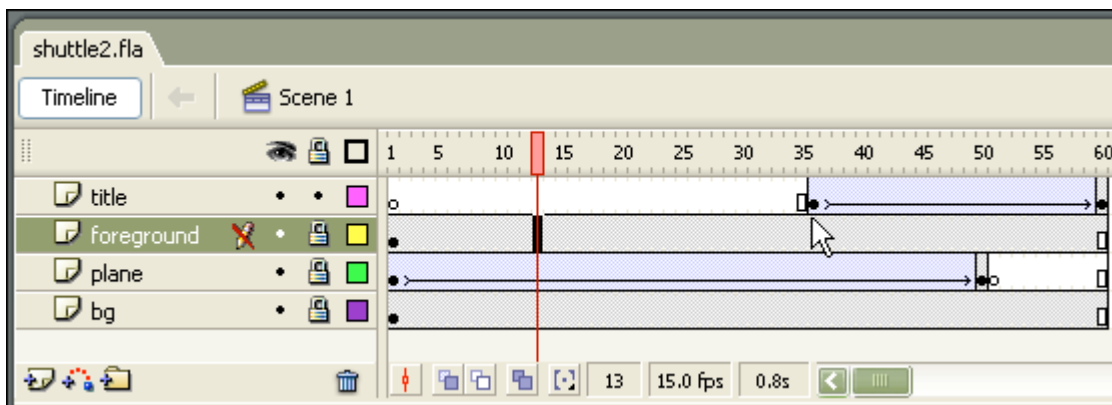 shuttle2.fla
Timeline Scene 1
1 5 10 15 20 25 30 35 40 45 50 55 60
title
foreground
plane
bg
13 15.0 fps 0.8s